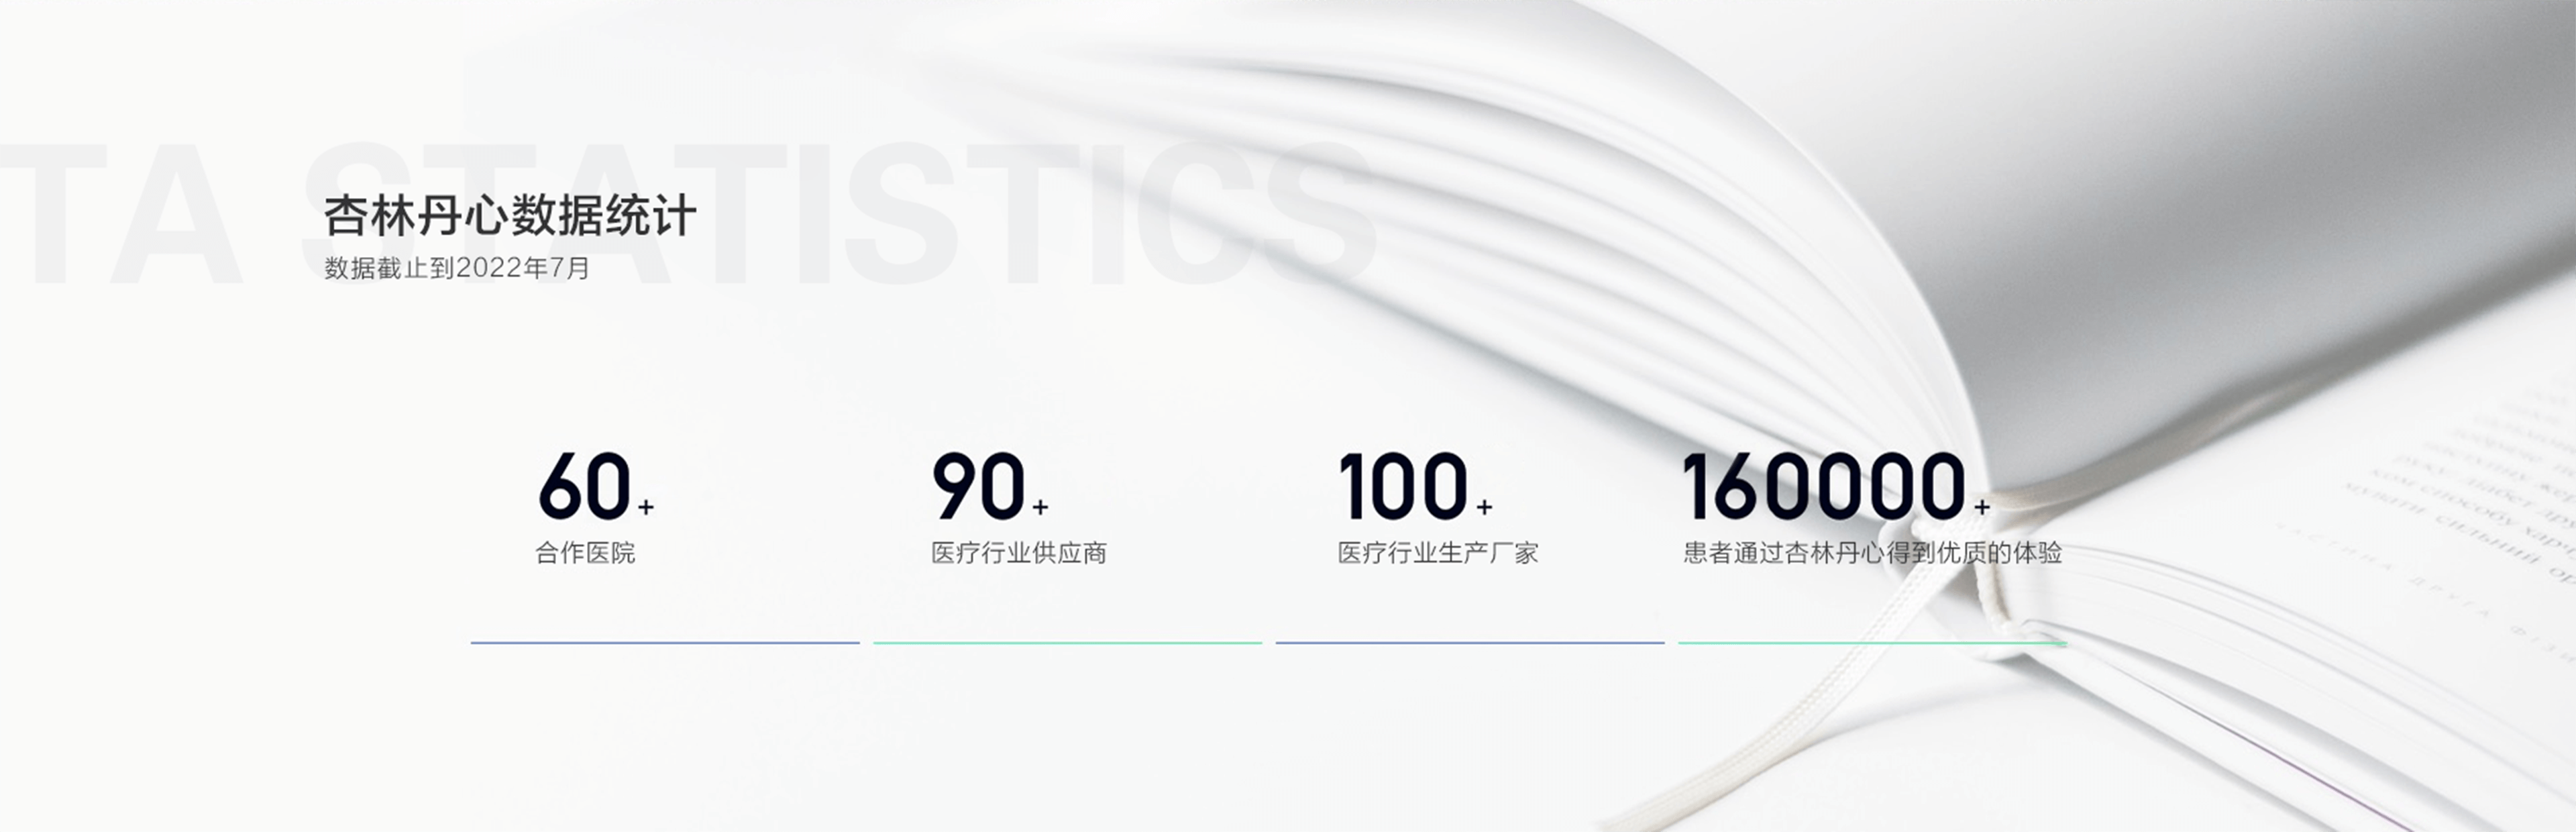 TA STATISTICS
杏林丹心数据统计
数据截止到2022年7月
60+
合作医院
90+
医疗行业供应商
100+
医疗行业生产厂家
160000+
患者通过杏林丹心得到优质的体验